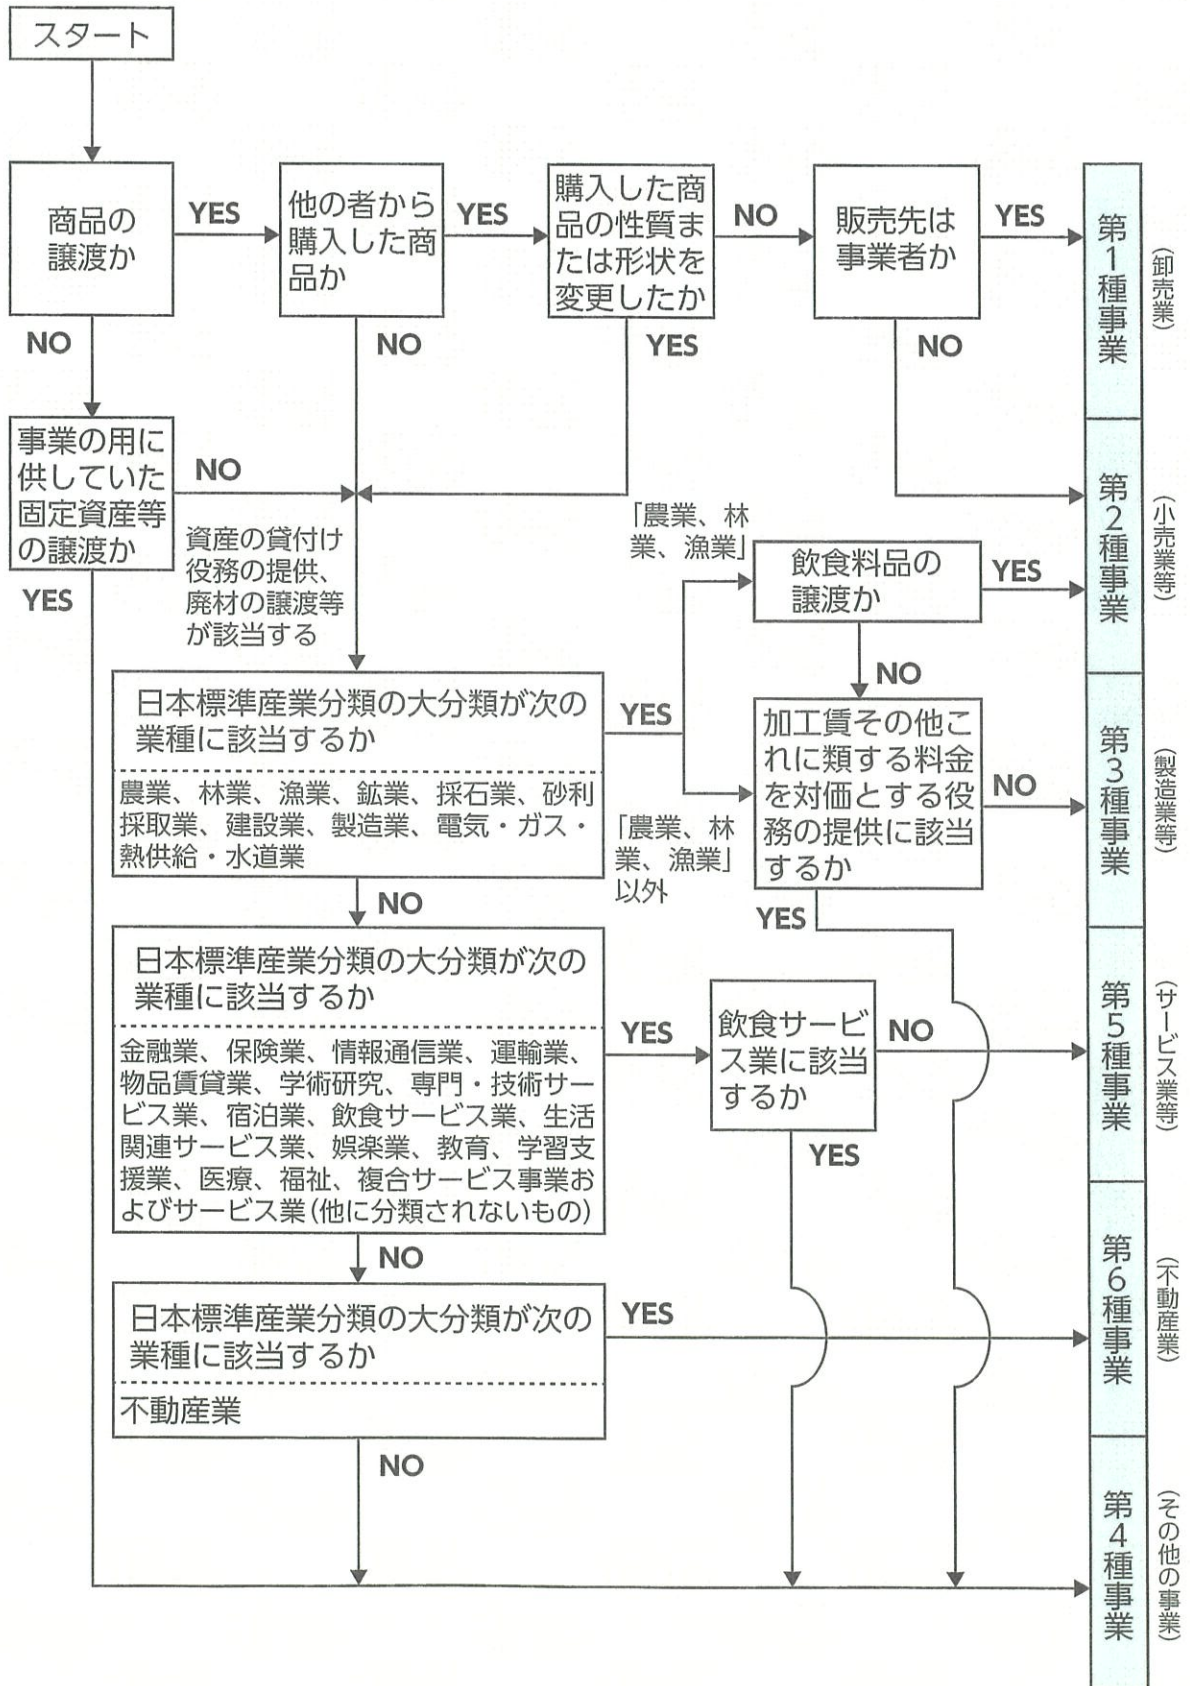 スタート
商品の
譲渡か
YES
他の者から
購入した商
品か
YES
購入した商
品の性質ま
たは形状を
変更したか
NO
販売先は
事業者か
YES
第1種事業
(卸売業)
NO
NO
YES
NO
事業の用に
供していた
固定資産等
の譲渡か
NO
資産の貸付け
役務の提供、
廃材の譲渡等
が該当する
YES
「農業、林
業、漁業」
飲食料品の
譲渡か
YES
第2種事業
(小売業等)
NO
日本標準産業分類の大分類が次の
業種に該当するか
農業、林業、漁業、鉱業、採石業、砂利
採取業、建設業、製造業、電気・ガス・
熱供給・水道業
YES
「農業、林
業、漁業」
以外
加工賃その他こ
れに類する料金
を対価とする役
務の提供に該当
するか
NO
第3種事業
(製造業等)
NO
YES
日本標準産業分類の大分類が次の
業種に該当するか
金融業、保険業、情報通信業、運輸業、
物品賃貸業、学術研究、専門・技術サー
ビス業、宿泊業、飲食サービス業、生活
関連サービス業、娯楽業、教育、学習支
援業、医療、福祉、複合サービス事業お
よびサービス業(他に分類されないもの)
YES
飲食サービ
ス業に該当
するか
NO
第5種事業
(サービス業等)
YES
NO
日本標準産業分類の大分類が次の
業種に該当するか
不動産業
YES
第6種事業
(不動産業)
NO
第4種事業
(その他の事業)